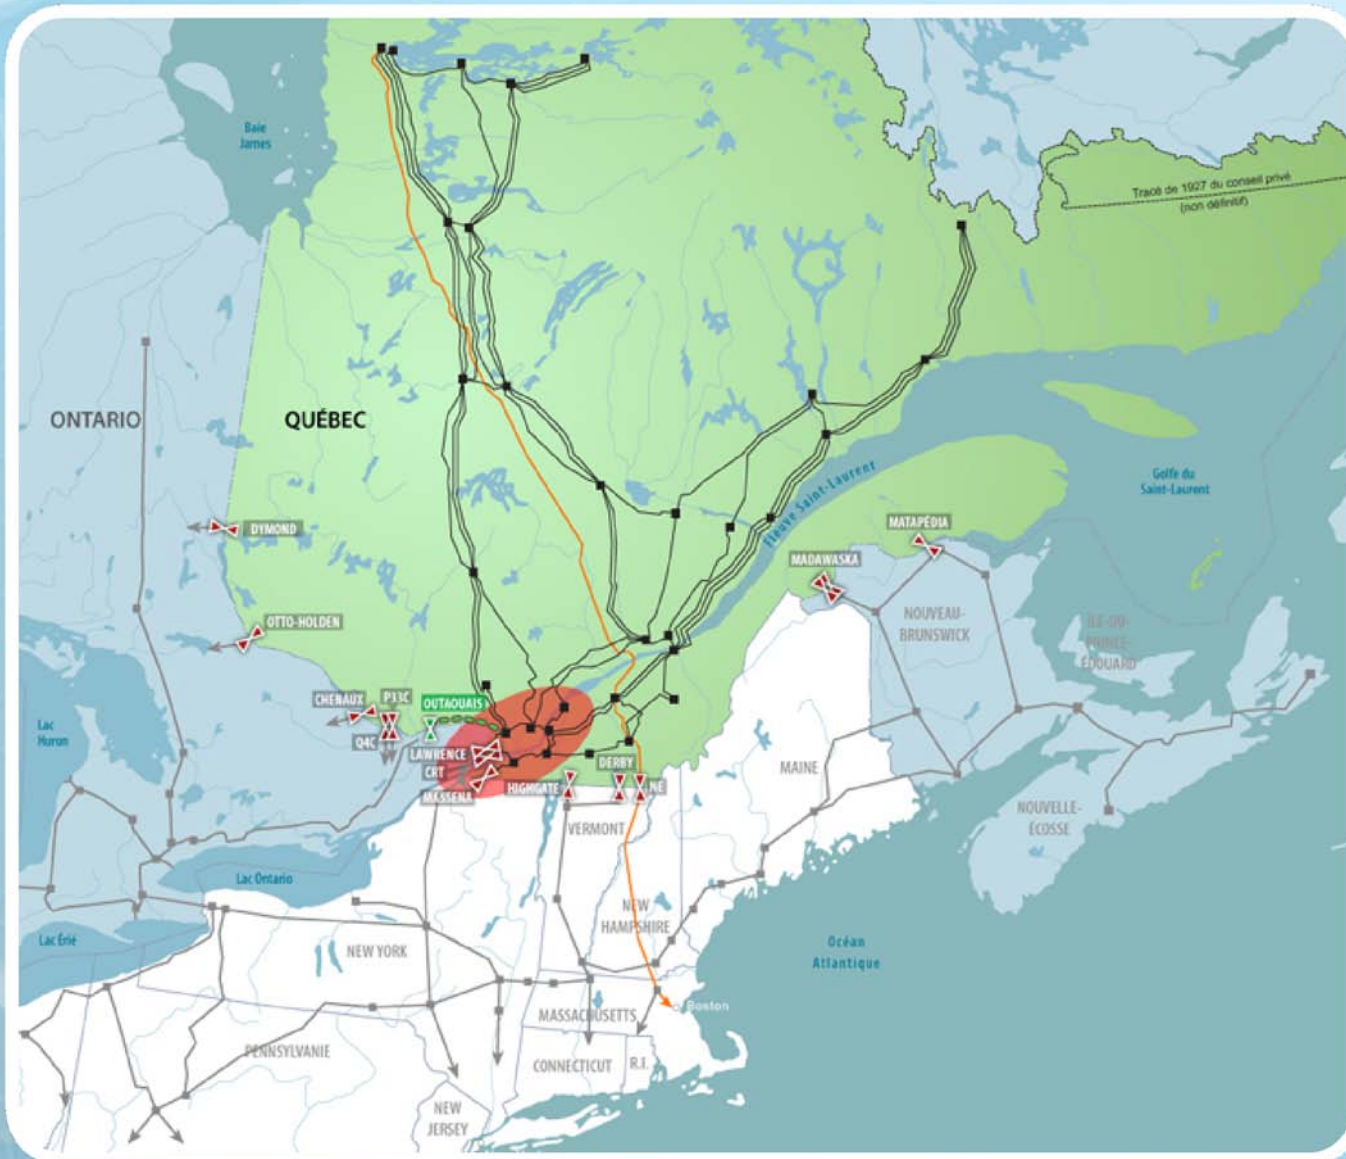 Baie
James
Tracé de 1927 du conseil privé
(non définitif)
ONTARIO
QUÉBEC
Golfe du
Saint-Laurent
Fleuve Saint-Laurent
DYMOND
MATAPÉDIA
MADAWASKA
OTTO-HOLDEN
NOUVEAU-
BRUNSWICK
ÎLE-DU-
PRINCE-
ÉDOUARD
CHENAUX
P33C
OUTAOUAIS
Lac
Huron
Q4C
LAWRENCE
CRT
MASSENA
HIGHGATE
DERBY
NE
MAINE
VERMONT
NOUVELLE-
ÉCOSSE
Lac Ontario
NEW
HAMPSHIRE
Lac Érié
NEW YORK
Océan
Atlantique
Boston
MASSACHUSETTS
PENNSYLVANIE
CONNECTICUT
R.I.
NEW
JERSEY